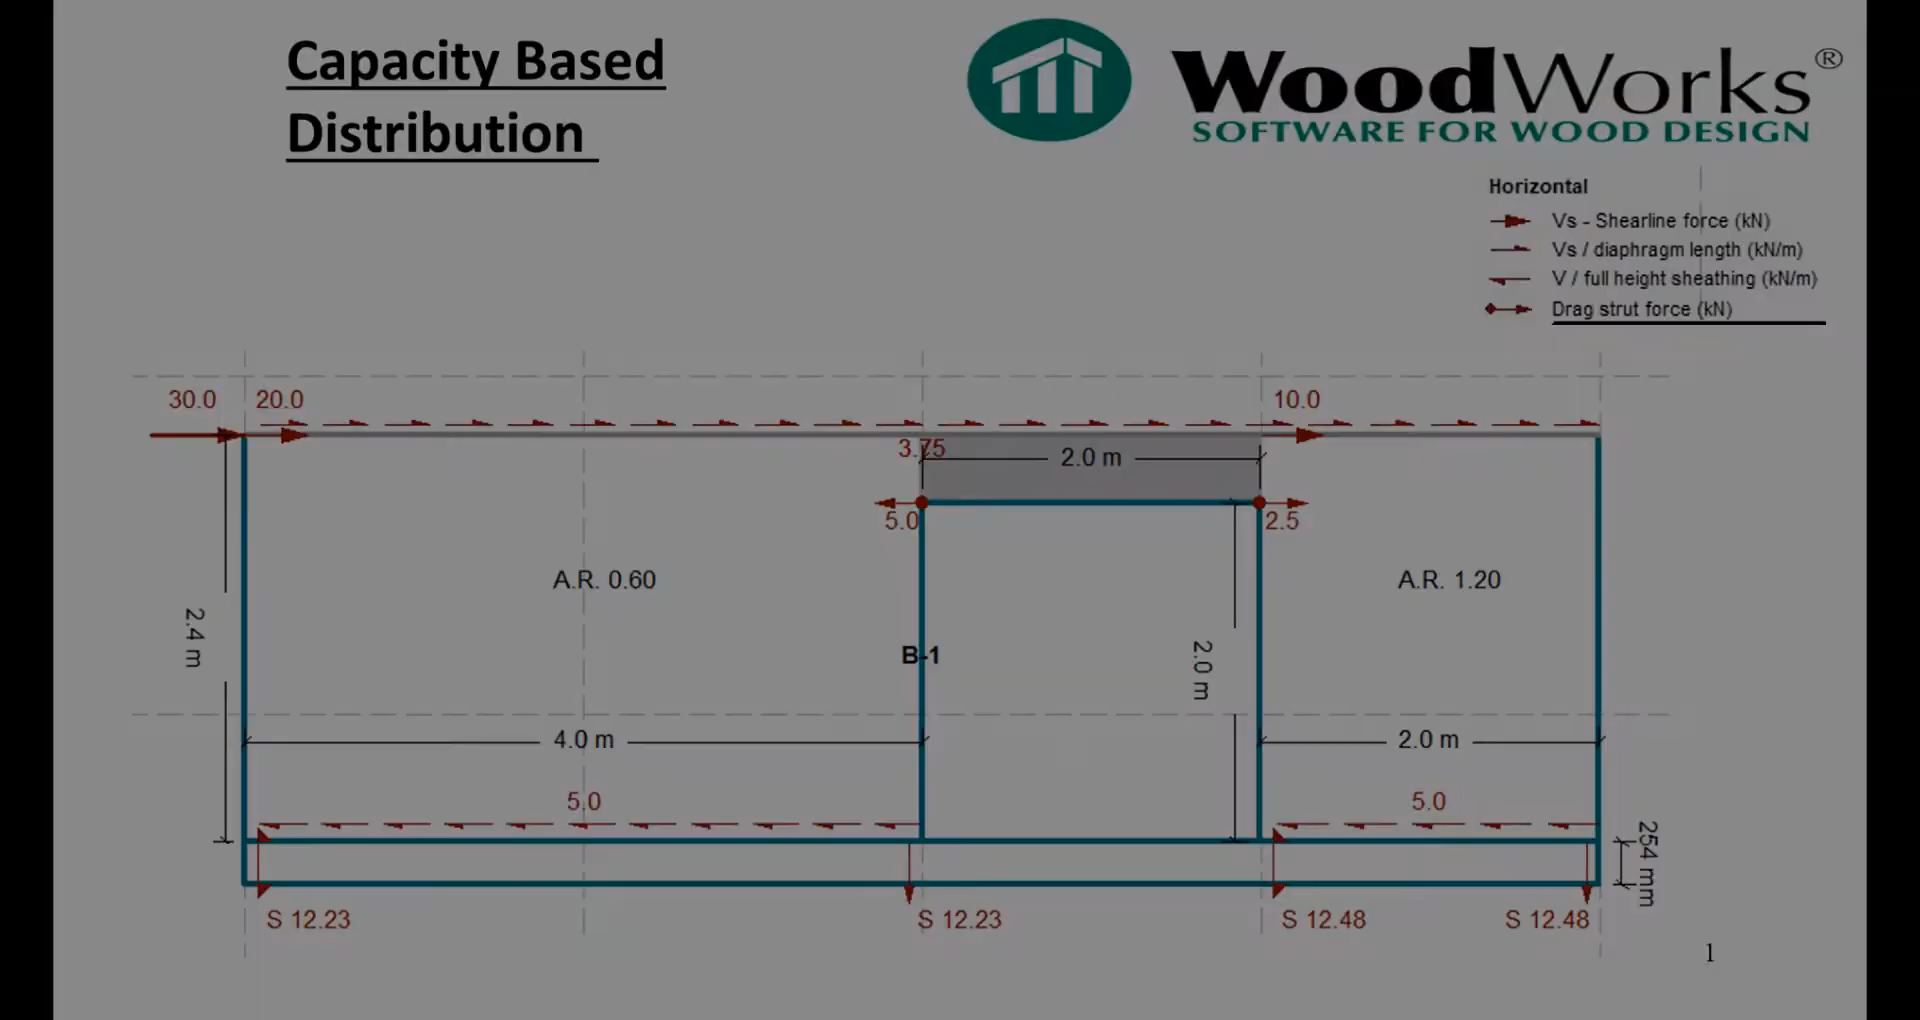 Capacity Based
Distribution
WoodWorks®
SOFTWARE FOR WOOD DESIGN
Horizontal
Vs - Shearline force (kN)
Vs / diaphragm length (kN/m)
V / full height sheathing (kN/m)
Drag strut force (kN)
30.0 20.0 10.0
3.75
2.0 m
5.0 2.5
A.R. 0.60 A.R. 1.20
2.4 m
B-1
2.0 m
4.0 m 2.0 m
5.0 5.0
254 mm
S 12.23 S 12.23 S 12.48 S 12.48
1